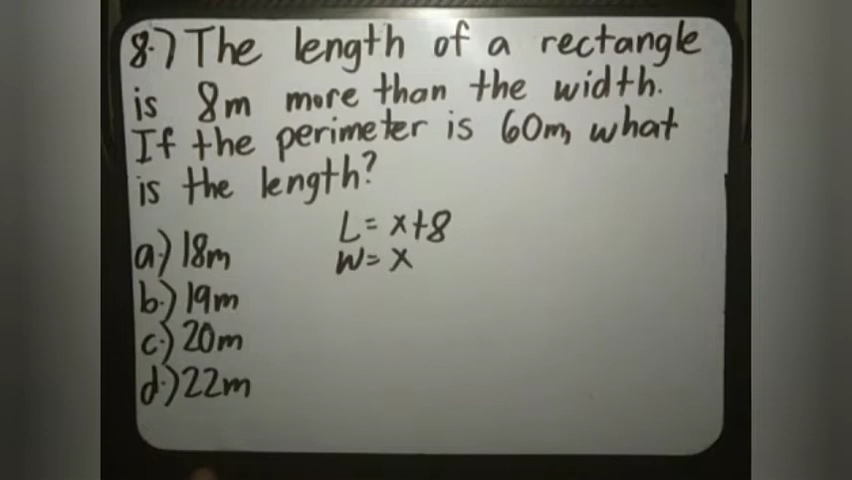 8.) The length of a rectangle
is 8m more than the width.
If the perimeter is 60m, what
is the length?
L = x+8
W = x
a.) 18m
b.) 19m
c.) 20m
d.) 22m